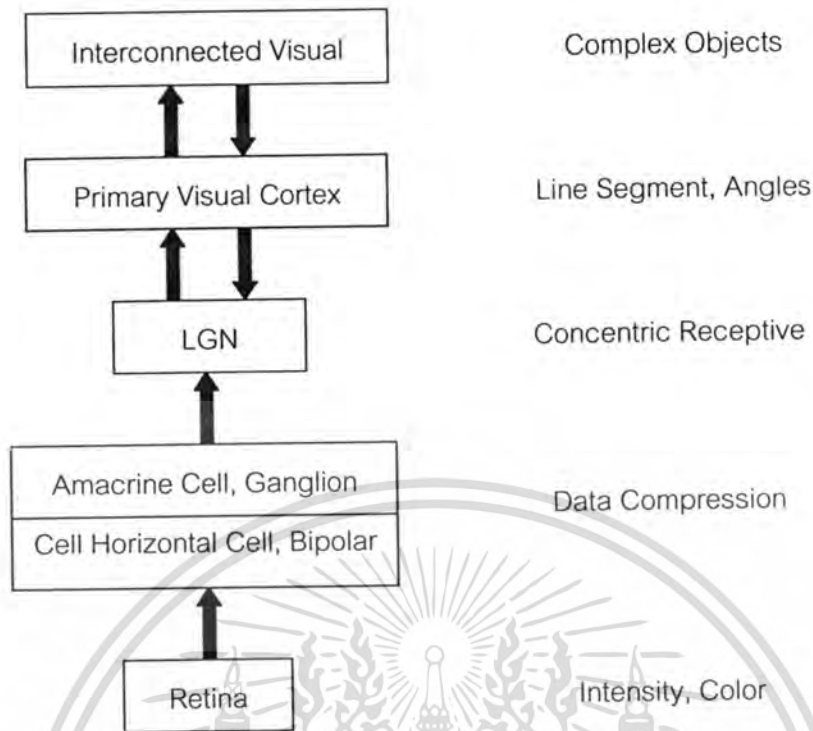 Interconnected Visual
Complex Objects
Primary Visual Cortex
Line Segment, Angles
LGN
Concentric Receptive
Amacrine Cell, Ganglion
Data Compression
Cell Horizontal Cell, Bipolar
Retina
Intensity, Color